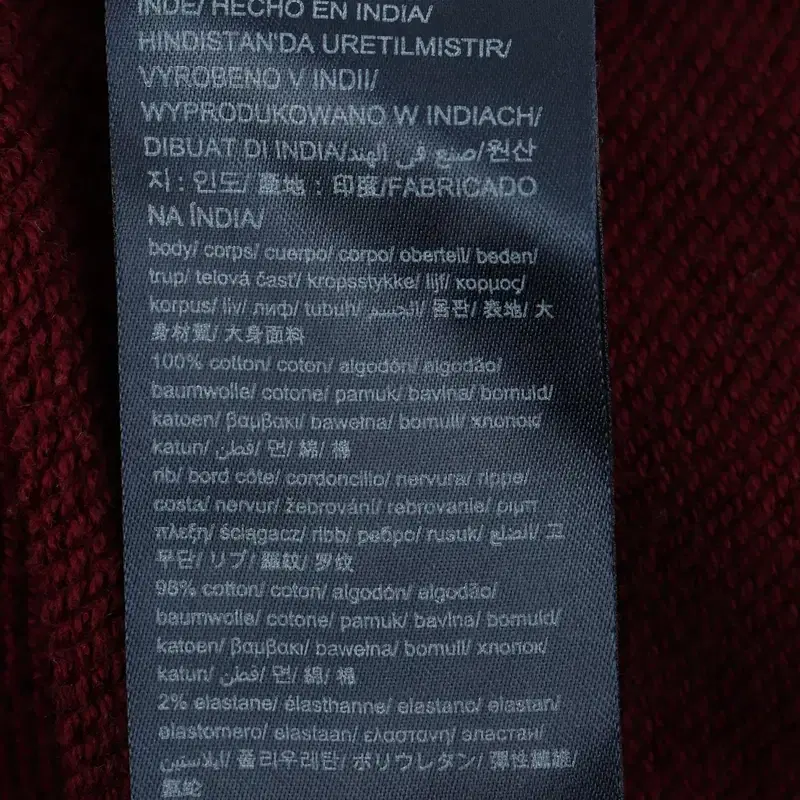 INDE/ HECHO EN INDIA/
HINDISTAN'DA URETILMISTIR/
VYROBENO V INDII/
WYPRODUKOWANO W INDIACH/
DIBUAT DI INDIA/صنع في الهند/원산
지 : 인도/ 產地 : 印度/FABRICADO
NA ÍNDIA/
body/ corps/ cuerpo/ corpo/ oberteil/ beden/
trup/ telová časť/ kropsstykke/ lijf/ κορμος/
korpus/ liv/ лиф/ tubuh/ الجسم/ 몸판/ 表地/ 大
身材質/ 大身面料
100% cotton/ coton/ algodón/ algodão/
baumwolle/ cotone/ pamuk/ bavlna/ bomuld/
katoen/ βαμβακι/ bawełna/ bomull/ хлопок/
katun/ قطن/ 면/ 綿/ 棉
rib/ bord côte/ cordoncillo/ nervura/ rippe/
costa/ nervur/ žebrování/ rebrovanie/ ριμπ
πλεξη/ ściągacz/ ribb/ ребро/ rusuk/ الضلع/ 고
무단/ リブ/ 羅紋/ 罗纹
98% cotton/ coton/ algodón/ algodão/
baumwolle/ cotone/ pamuk/ bavlna/ bomuld/
katoen/ βαμβακι/ bawełna/ bomull/ хлопок/
katun/ قطن/ 면/ 綿/ 棉
2% elastane/ élasthanne/ elastano/ elastan/
elastomero/ elastaan/ ελαστανη/ эластан/
ايلاستين/ 폴리우레탄/ ポリウレタン/ 彈性纖維/